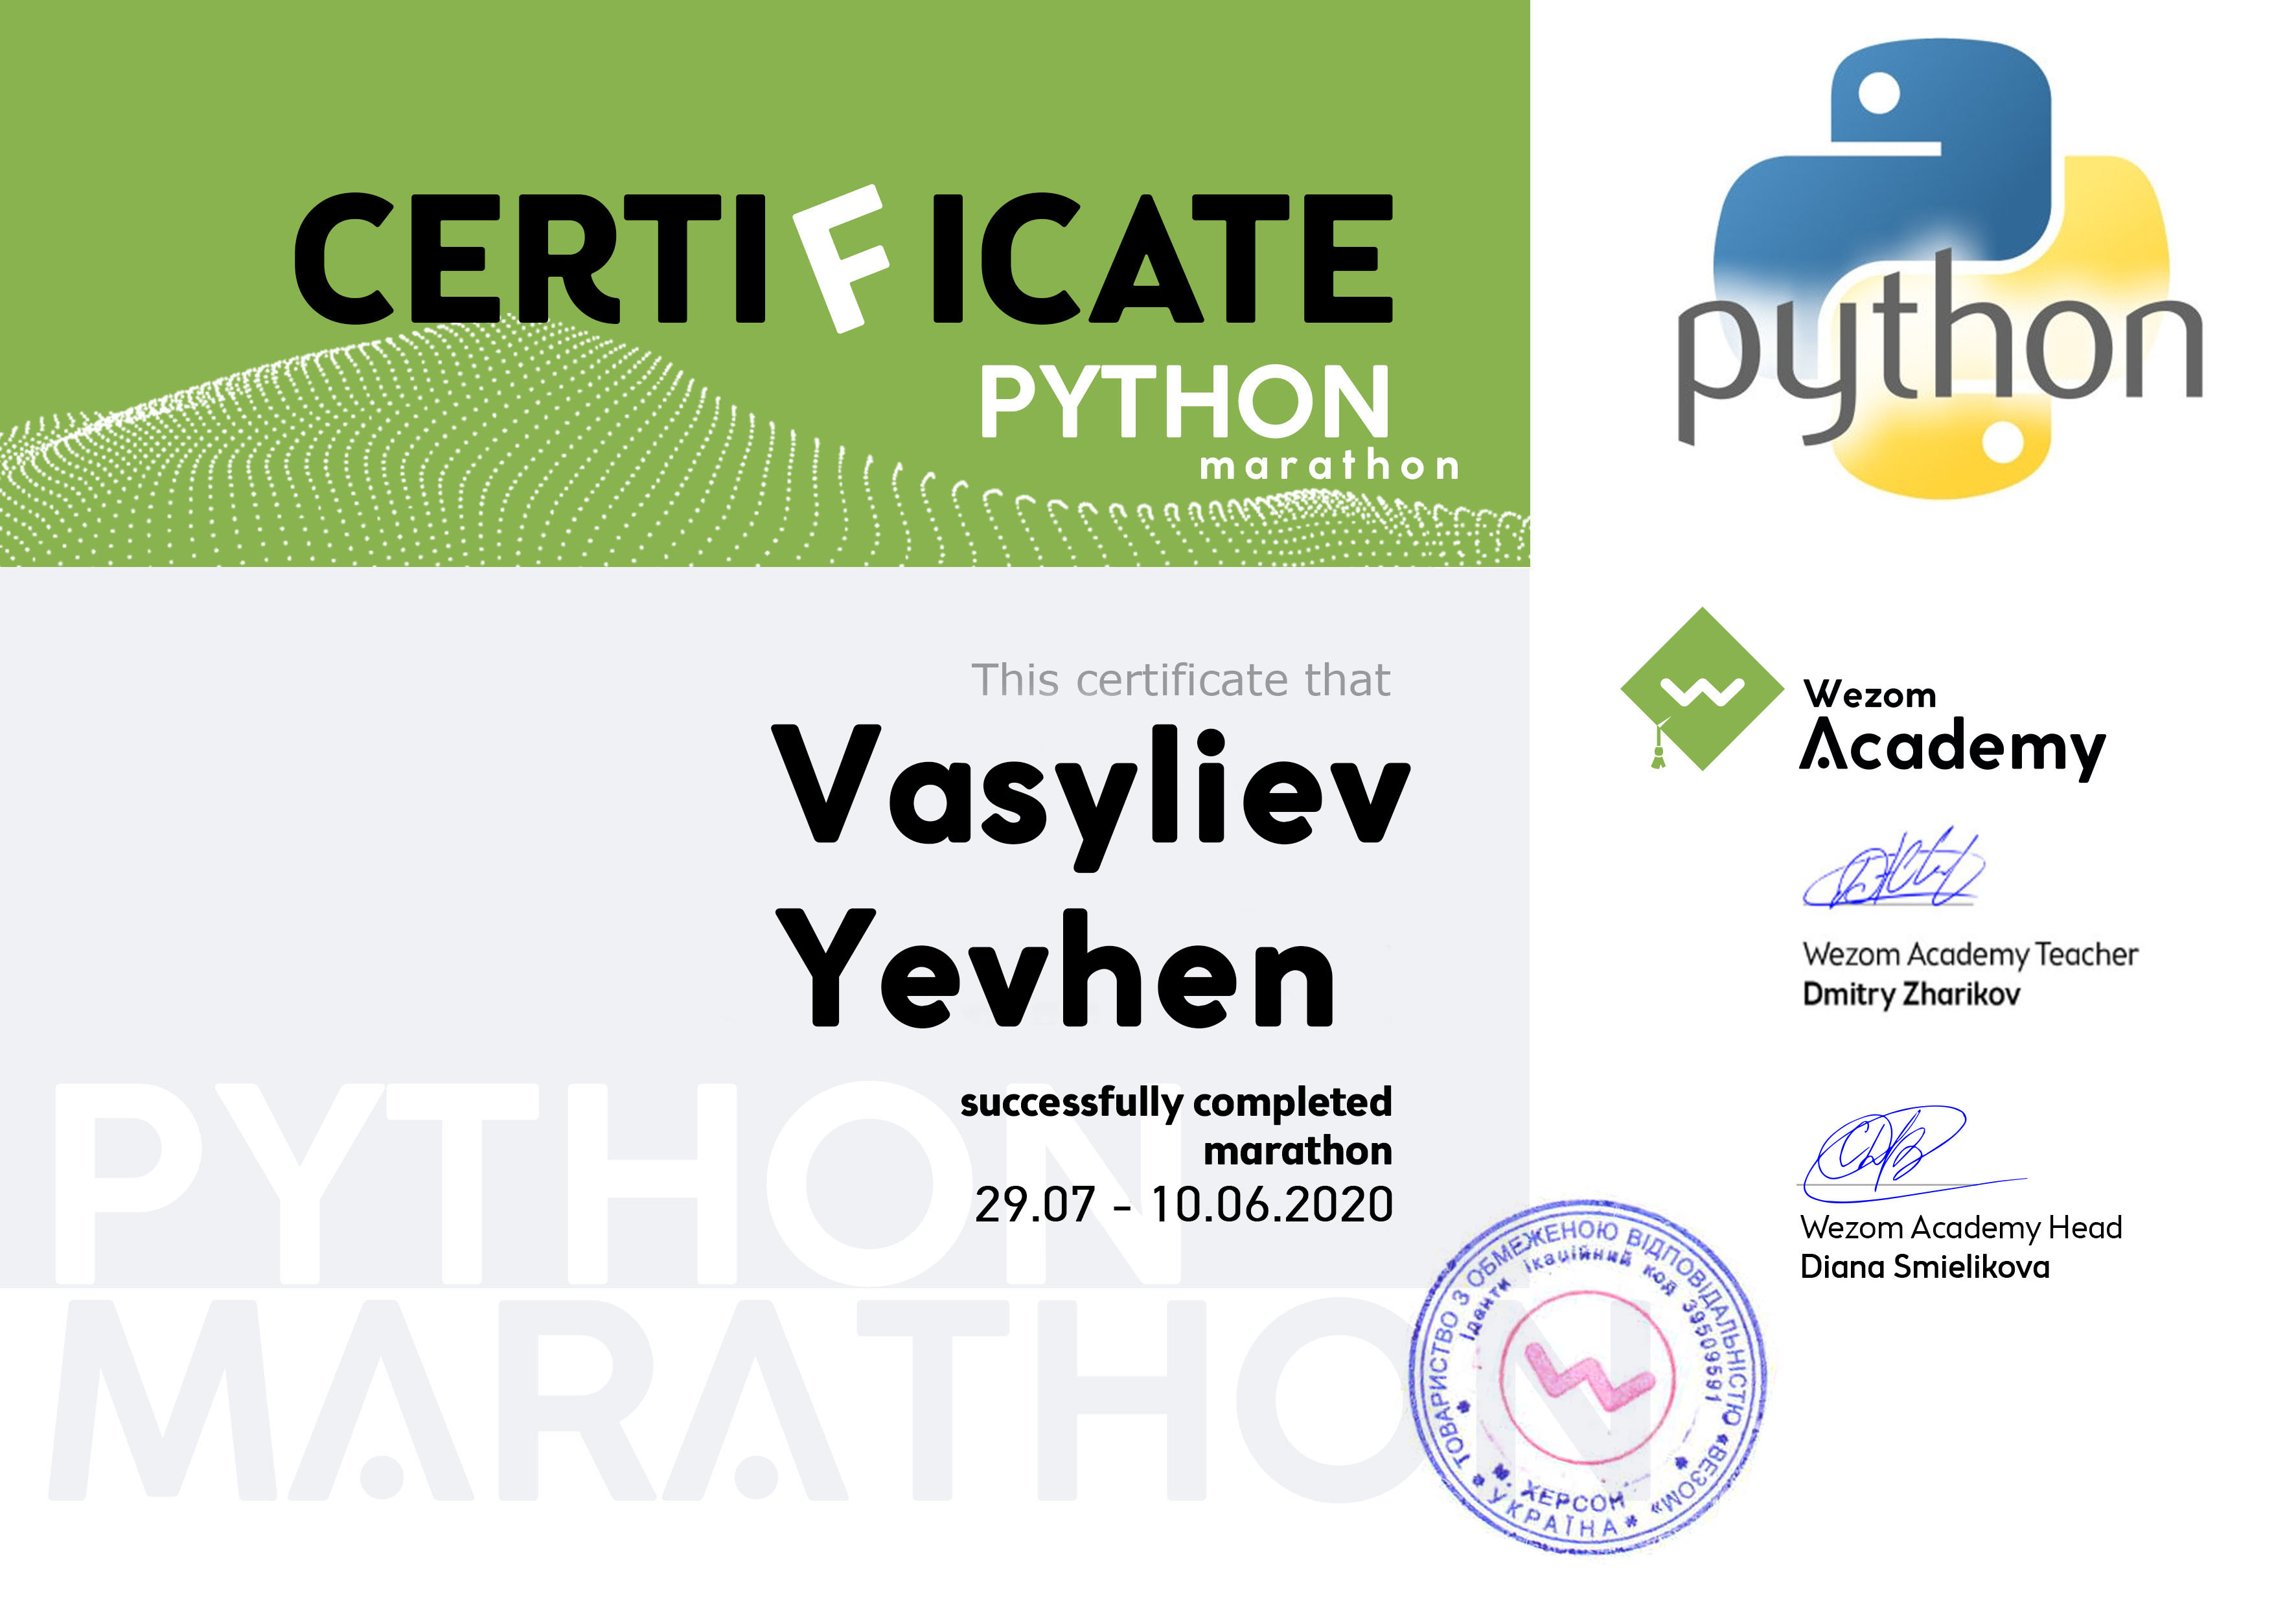 CERTIFICATE
PYTHON
marathon
python
This certificate that
Vasyliev
Yevhen
successfully completed
marathon
29.07 - 10.06.2020
PYTHON
MARATHON
Wezom
Academy
Wezom Academy Teacher
Dmitry Zharikov
Wezom Academy Head
Diana Smielikova
ТОВАРИСТВО З ОБМЕЖЕНОЮ ВІДПОВІДАЛЬНІСТЮ «ВЕЗОМ»
Іденти ікаційний код 39509591
м. ХЕРСОН
* УКРАЇНА *